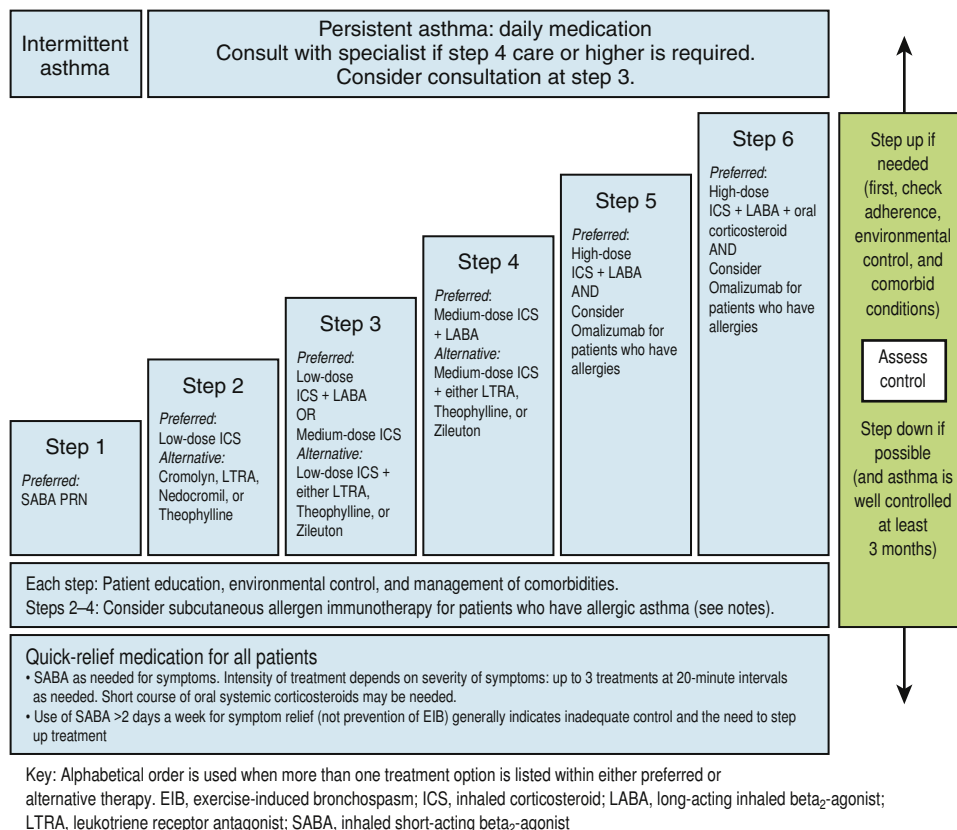 Intermittent
asthma
Persistent asthma: daily medication
Consult with specialist if step 4 care or higher is required.
Consider consultation at step 3.
Step 1
Preferred:
SABA PRN
Step 2
Preferred:
Low-dose ICS
Alternative:
Cromolyn, LTRA,
Nedocromil, or
Theophylline
Step 3
Preferred:
Low-dose
ICS + LABA
OR
Medium-dose ICS
Alternative:
Low-dose ICS +
either LTRA,
Theophylline, or
Zileuton
Step 4
Preferred:
Medium-dose ICS
+ LABA
Alternative:
Medium-dose ICS
+ either LTRA,
Theophylline, or
Zileuton
Step 5
Preferred:
High-dose
ICS + LABA
AND
Consider
Omalizumab for
patients who have
allergies
Step 6
Preferred:
High-dose
ICS + LABA + oral
corticosteroid
AND
Consider
Omalizumab for
patients who have
allergies
Step up if
needed
(first, check
adherence,
environmental
control, and
comorbid
conditions)
Assess
control
Step down if
possible
(and asthma is
well controlled
at least
3 months)
Each step: Patient education, environmental control, and management of comorbidities.
Steps 2–4: Consider subcutaneous allergen immunotherapy for patients who have allergic asthma (see notes).
Quick-relief medication for all patients
• SABA as needed for symptoms. Intensity of treatment depends on severity of symptoms: up to 3 treatments at 20-minute intervals
as needed. Short course of oral systemic corticosteroids may be needed.
• Use of SABA >2 days a week for symptom relief (not prevention of EIB) generally indicates inadequate control and the need to step
up treatment
Key: Alphabetical order is used when more than one treatment option is listed within either preferred or
alternative therapy. EIB, exercise-induced bronchospasm; ICS, inhaled corticosteroid; LABA, long-acting inhaled beta₂-agonist;
LTRA, leukotriene receptor antagonist; SABA, inhaled short-acting beta₂-agonist